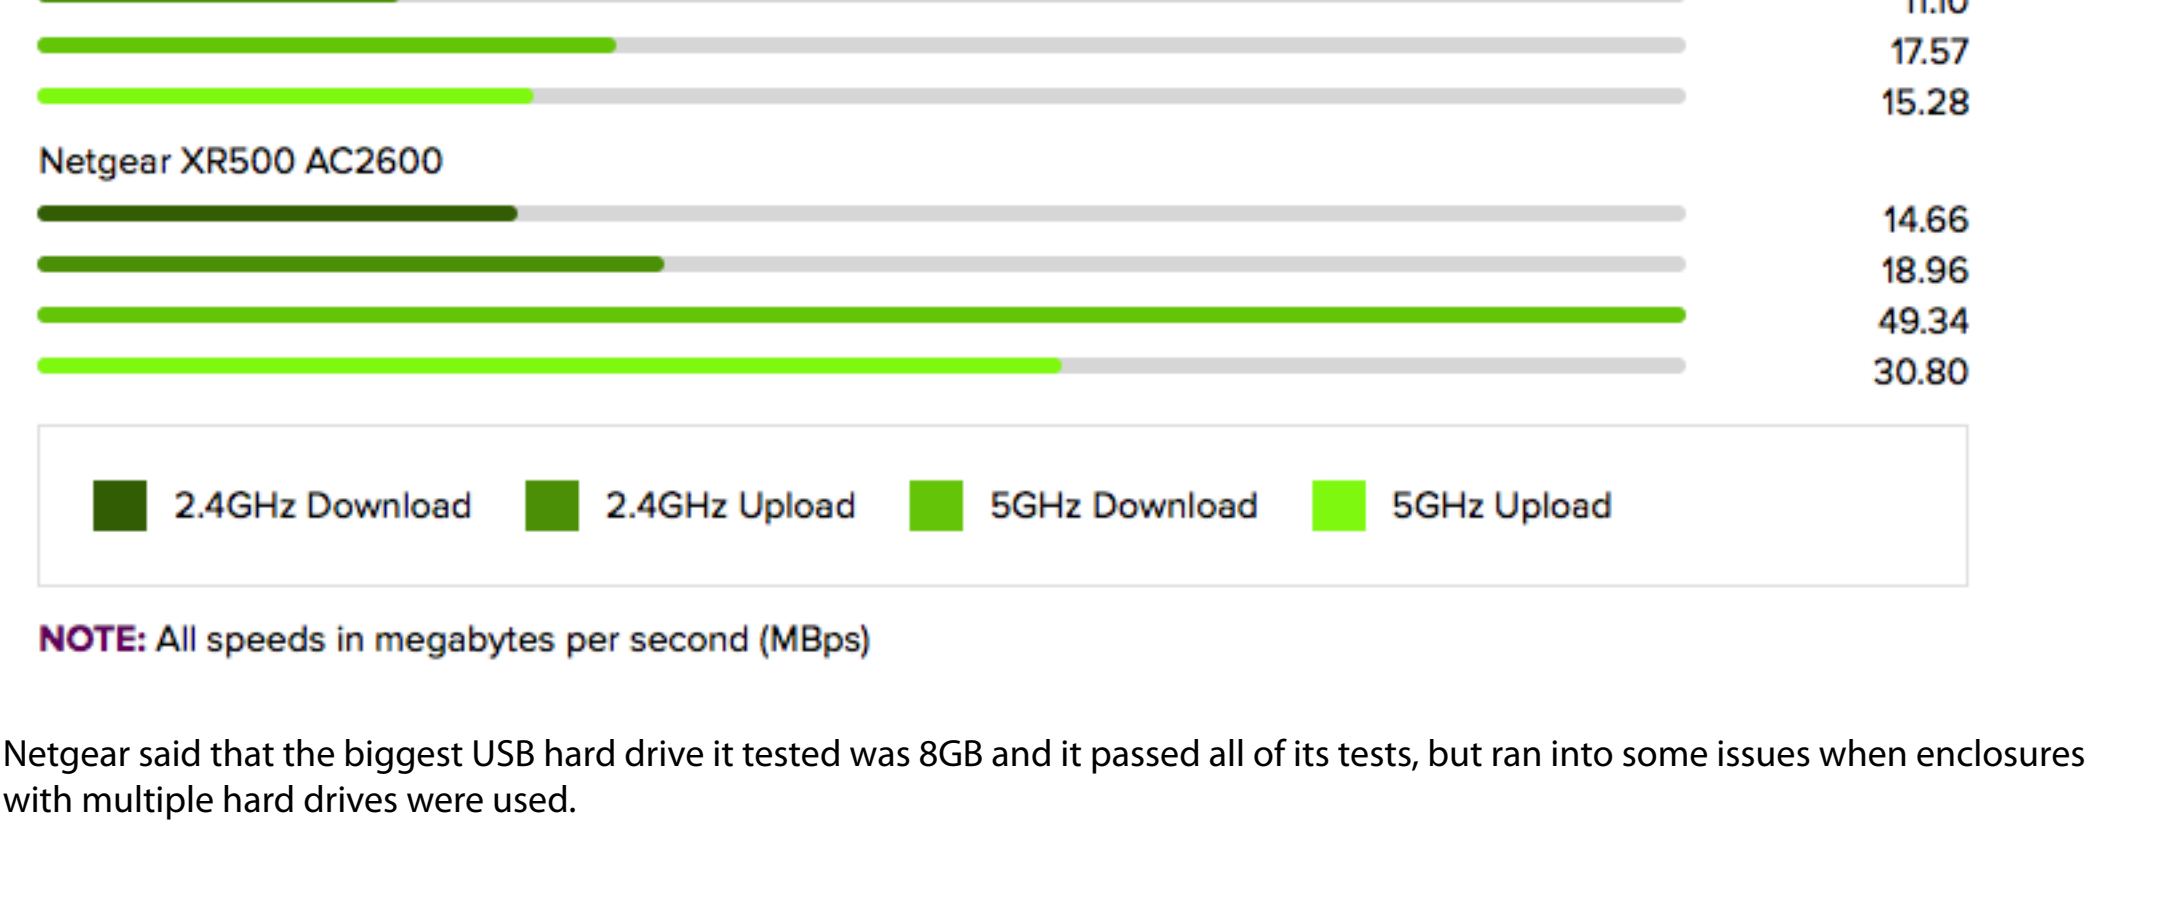 11.10
17.57
15.28
Netgear XR500 AC2600
14.66
18.96
49.34
30.80
2.4GHz Download 2.4GHz Upload 5GHz Download 5GHz Upload
NOTE: All speeds in megabytes per second (MBps)
Netgear said that the biggest USB hard drive it tested was 8GB and it passed all of its tests, but ran into some issues when enclosures
with multiple hard drives were used.